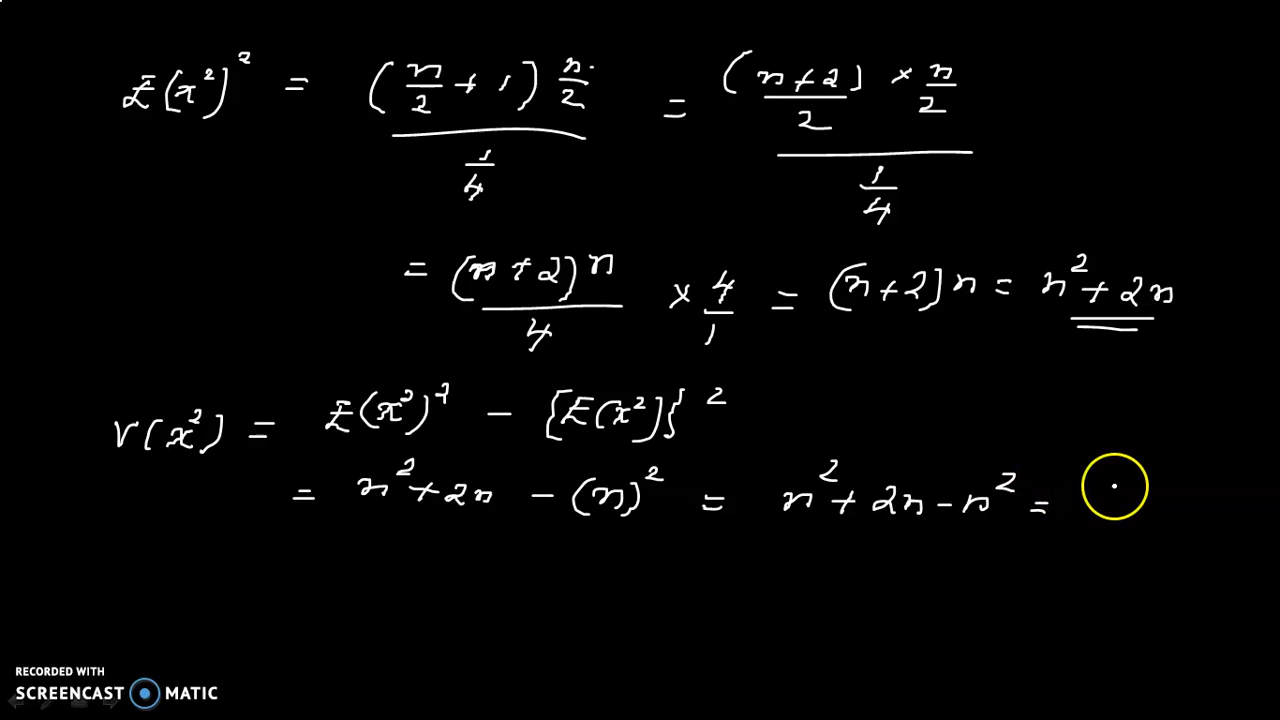 E(x²)² = (n/2 + 1) n/2 / 1/4 = (n+2)/2 × n/2 / 1/4
= (n+2)n/4 × 4/1 = (n+2)n = n² + 2n
V(x²) = E(x²)² - {E(x²)}²
= n² + 2n - (n)² = n² + 2n - n² =
RECORDED WITH
SCREENCAST MATIC